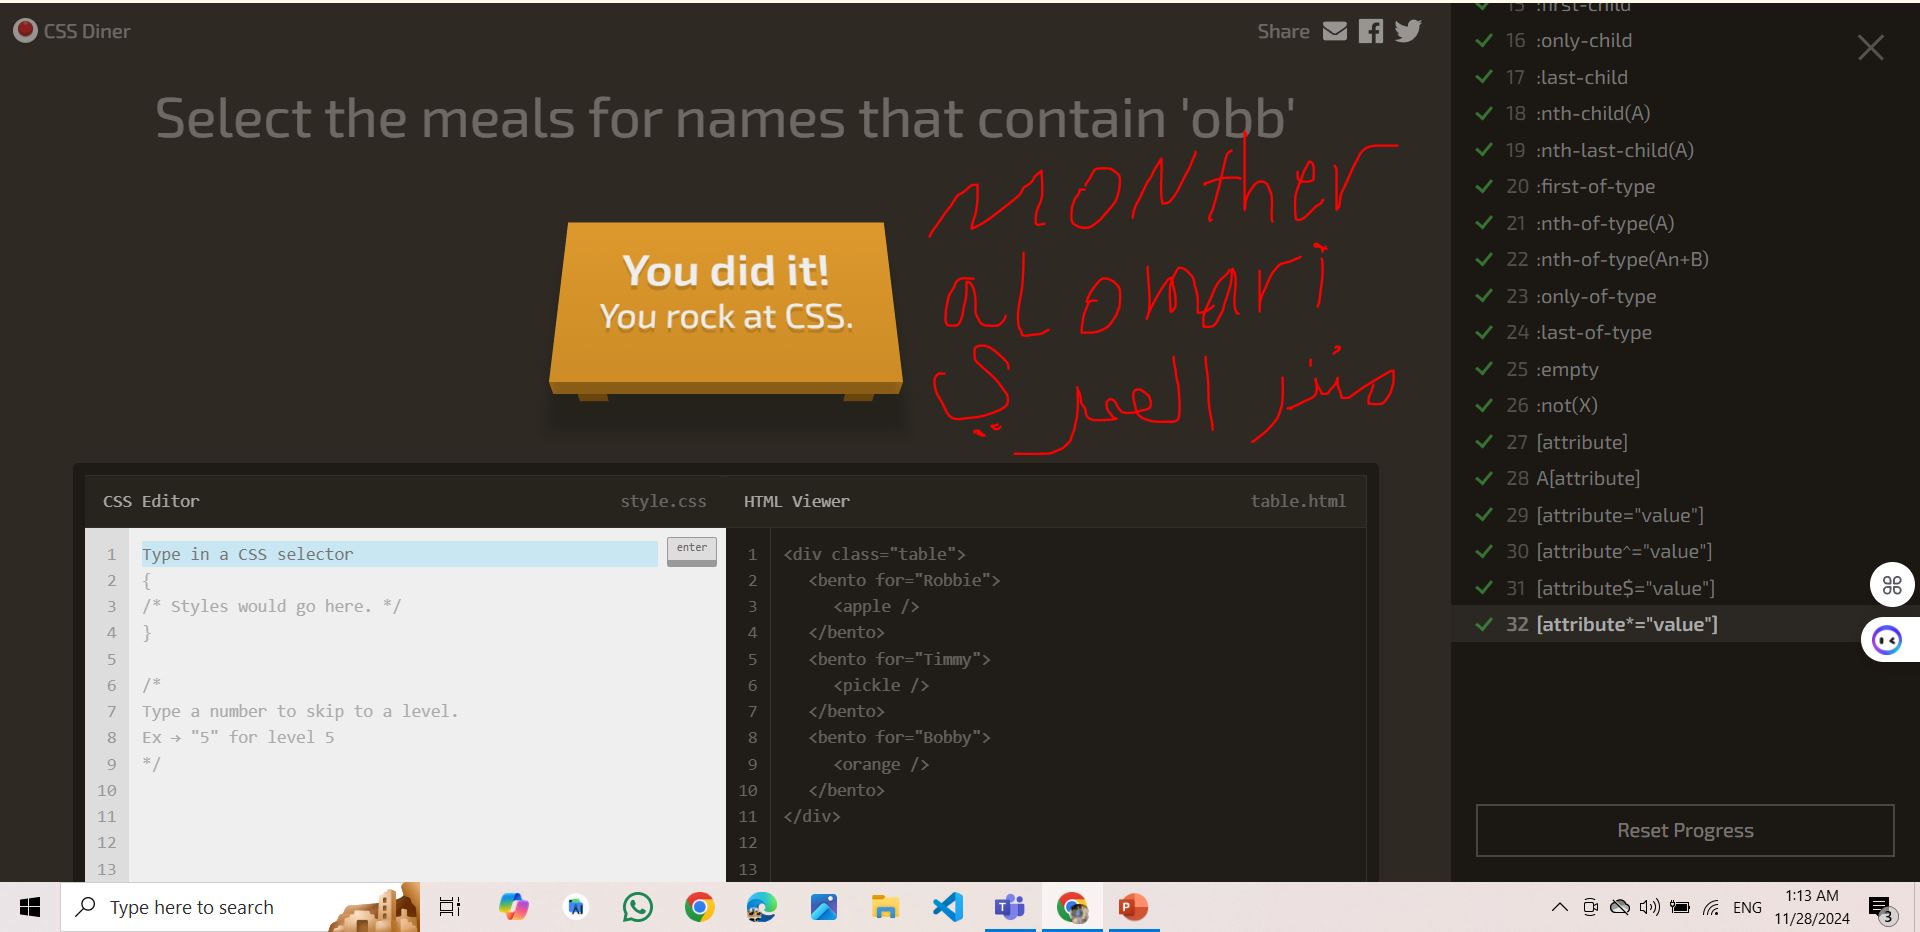 CSS Diner
Share
Select the meals for names that contain 'obb'
You did it!
You rock at CSS.
MONther
aL omari
منذر العمري
CSS Editor style.css
1 Type in a CSS selector enter
2 {
3 /* Styles would go here. */
4 }
5
6 /*
7 Type a number to skip to a level.
8 Ex → "5" for level 5
9 */
10
11
12
13
HTML Viewer table.html
1 <div class="table">
2 <bento for="Robbie">
3 <apple />
4 </bento>
5 <bento for="Timmy">
6 <pickle />
7 </bento>
8 <bento for="Bobby">
9 <orange />
10 </bento>
11 </div>
12
13
15 :first-child
16 :only-child
17 :last-child
18 :nth-child(A)
19 :nth-last-child(A)
20 :first-of-type
21 :nth-of-type(A)
22 :nth-of-type(An+B)
23 :only-of-type
24 :last-of-type
25 :empty
26 :not(X)
27 [attribute]
28 A[attribute]
29 [attribute="value"]
30 [attribute^="value"]
31 [attribute$="value"]
32 [attribute*="value"]
Reset Progress
Type here to search
ENG
1:13 AM
11/28/2024
3